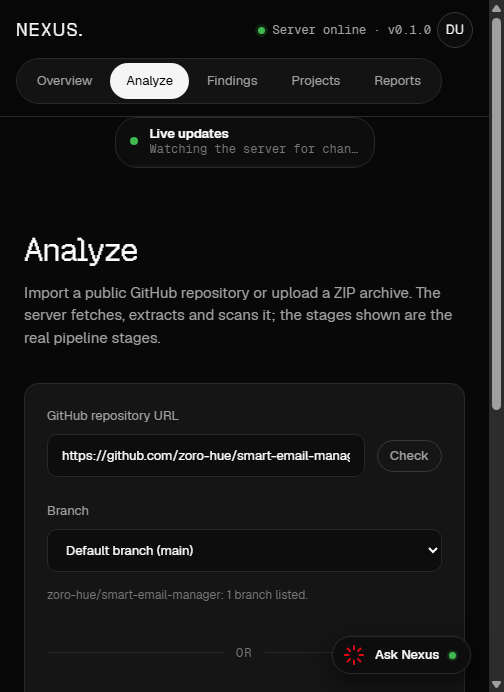 NEXUS.
Server online · v0.1.0
DU
Overview
Analyze
Findings
Projects
Reports
Live updates
Watching the server for chan…
Analyze
Import a public GitHub repository or upload a ZIP archive. The
server fetches, extracts and scans it; the stages shown are the
real pipeline stages.
GitHub repository URL
https://github.com/zoro-hue/smart-email-manag
Check
Branch
Default branch (main)
zoro-hue/smart-email-manager: 1 branch listed.
OR
Ask Nexus